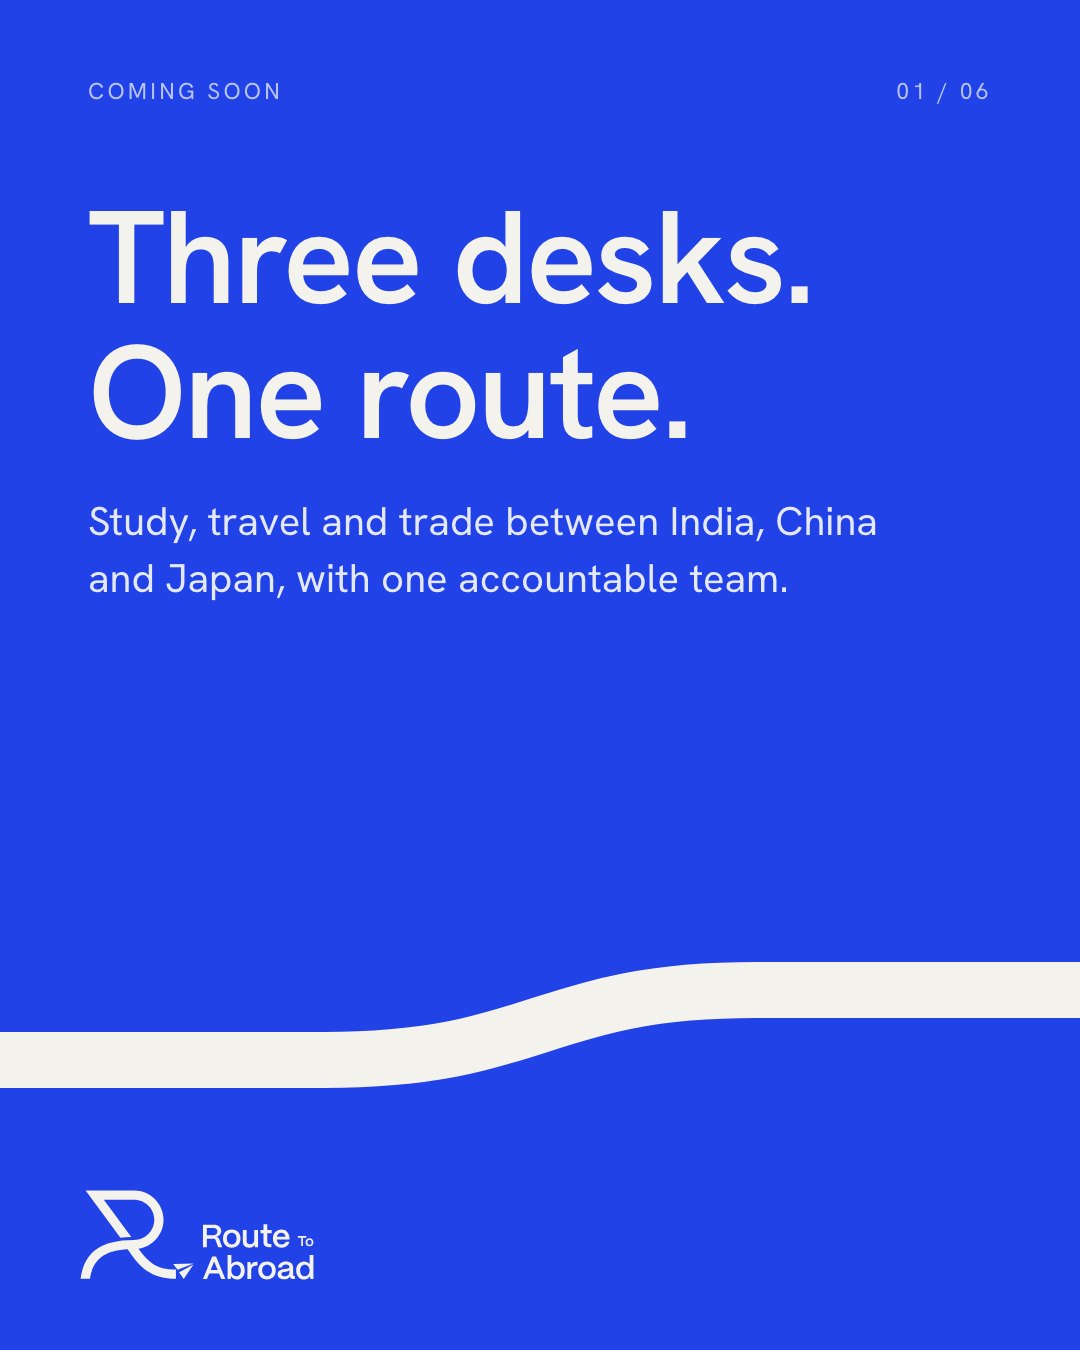 COMING SOON
01 / 06
Three desks.
One route.
Study, travel and trade between India, China
and Japan, with one accountable team.
Route To
Abroad